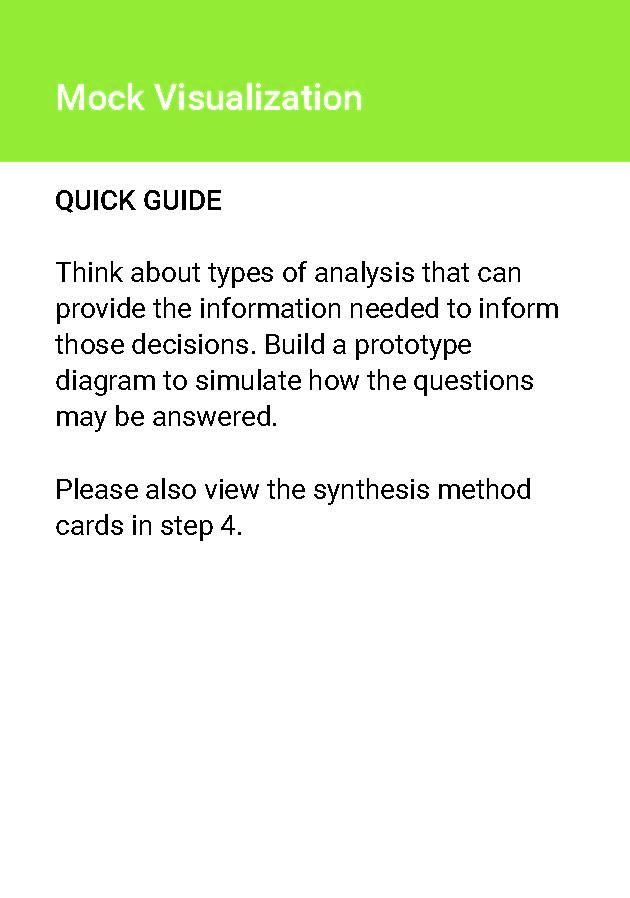 Mock Visualization
QUICK GUIDE
Think about types of analysis that can
provide the information needed to inform
those decisions. Build a prototype
diagram to simulate how the questions
may be answered.
Please also view the synthesis method
cards in step 4.